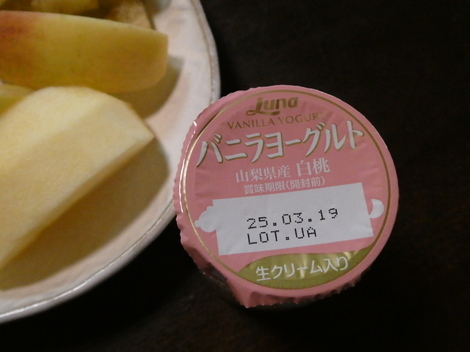 Luna
VANILLA YOGURT
バニラヨーグルト
山梨県産 白桃
賞味期限(開封前)
25.03.19
LOT.UA
生クリーム入り